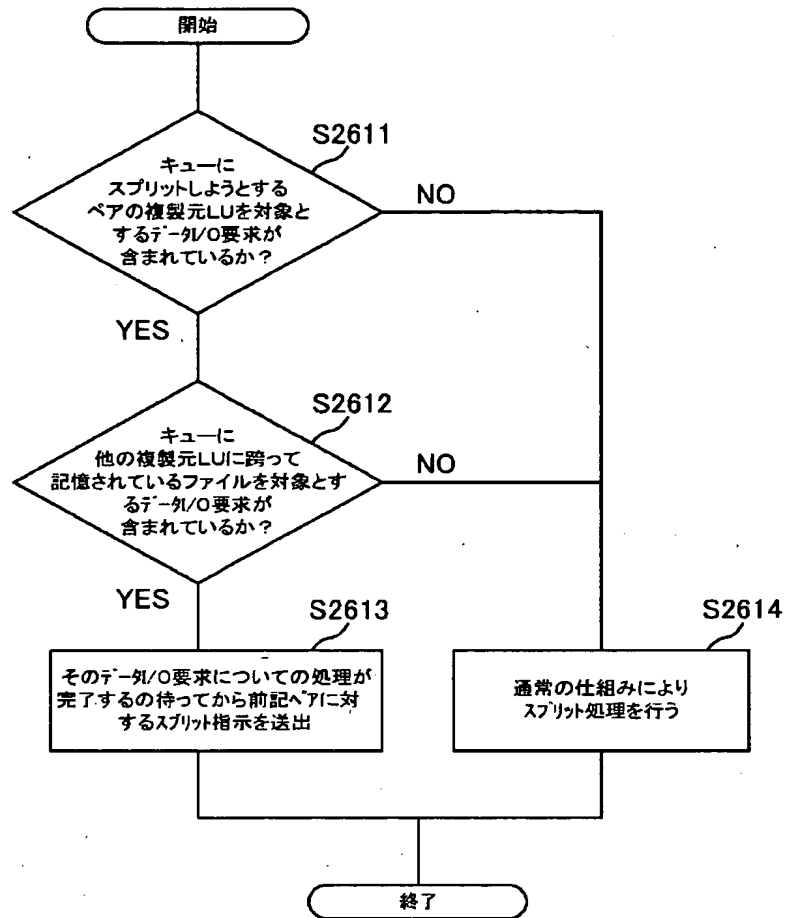 開始
S2611
キューに
スプリットしようとする
ペアの複製元LUを対象と
するデータI/O要求が
含まれているか?
NO
YES
S2612
キューに
他の複製元LUに跨って
記憶されているファイルを対象とす
るデータI/O要求が
含まれているか?
NO
YES
S2613
そのデータI/O要求についての処理が
完了するの待ってから前記ペアに対
するスプリット指示を送出
S2614
通常の仕組みにより
スプリット処理を行う
終了